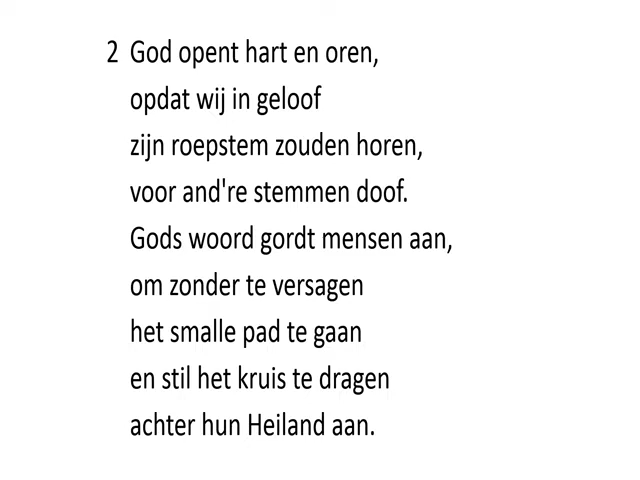 2 God opent hart en oren,
opdat wij in geloof
zijn roepstem zouden horen,
voor and're stemmen doof.
Gods woord gordt mensen aan,
om zonder te versagen
het smalle pad te gaan
en stil het kruis te dragen
achter hun Heiland aan.